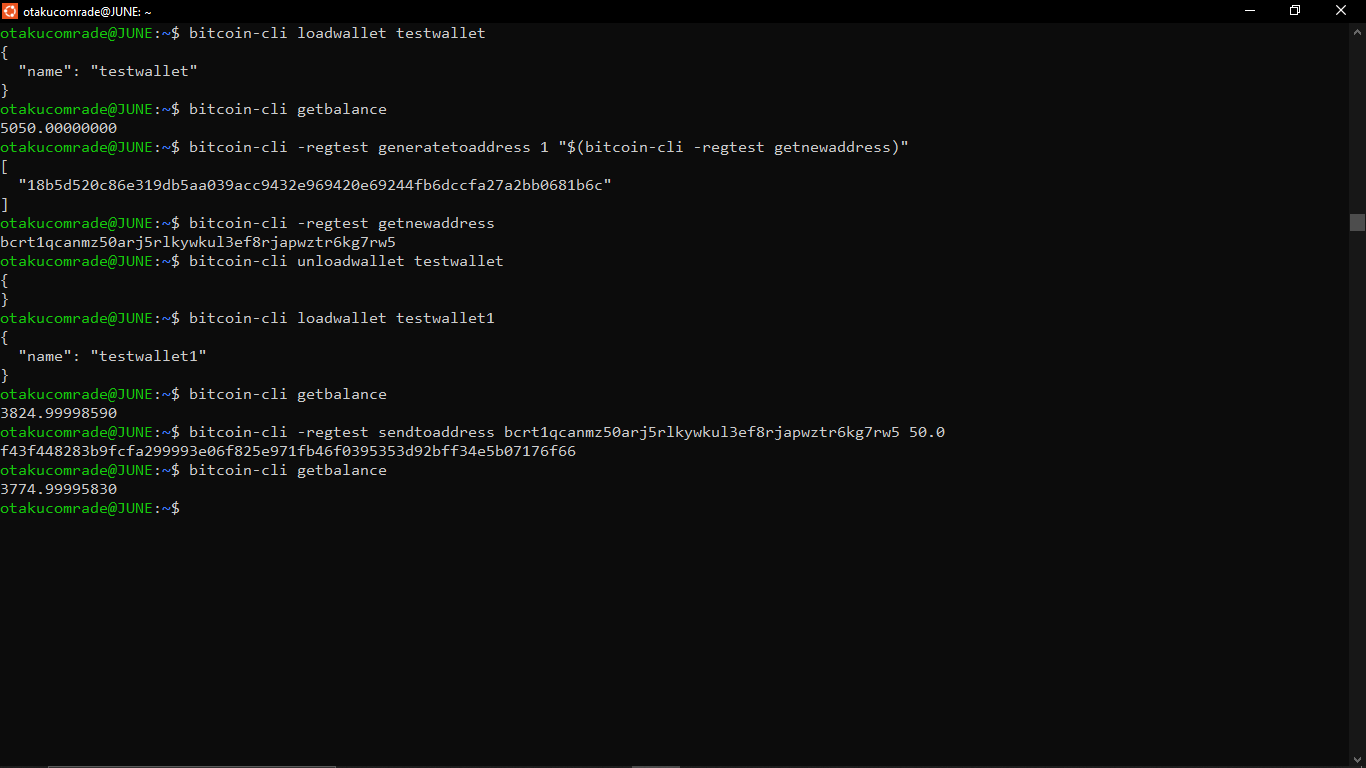 otakucomrade@JUNE: ~
otakucomrade@JUNE:~$ bitcoin-cli loadwallet testwallet
{
  "name": "testwallet"
}
otakucomrade@JUNE:~$ bitcoin-cli getbalance
5050.00000000
otakucomrade@JUNE:~$ bitcoin-cli -regtest generatetoaddress 1 "$(bitcoin-cli -regtest getnewaddress)"
[
  "18b5d520c86e319db5aa039acc9432e969420e69244fb6dccfa27a2bb0681b6c"
]
otakucomrade@JUNE:~$ bitcoin-cli -regtest getnewaddress
bcrt1qcanmz50arj5rlkywkul3ef8rjapwztr6kg7rw5
otakucomrade@JUNE:~$ bitcoin-cli unloadwallet testwallet
{
}
otakucomrade@JUNE:~$ bitcoin-cli loadwallet testwallet1
{
  "name": "testwallet1"
}
otakucomrade@JUNE:~$ bitcoin-cli getbalance
3824.99998590
otakucomrade@JUNE:~$ bitcoin-cli -regtest sendtoaddress bcrt1qcanmz50arj5rlkywkul3ef8rjapwztr6kg7rw5 50.0
f43f448283b9fcfa299993e06f825e971fb46f0395353d92bff34e5b07176f66
otakucomrade@JUNE:~$ bitcoin-cli getbalance
3774.99995830
otakucomrade@JUNE:~$